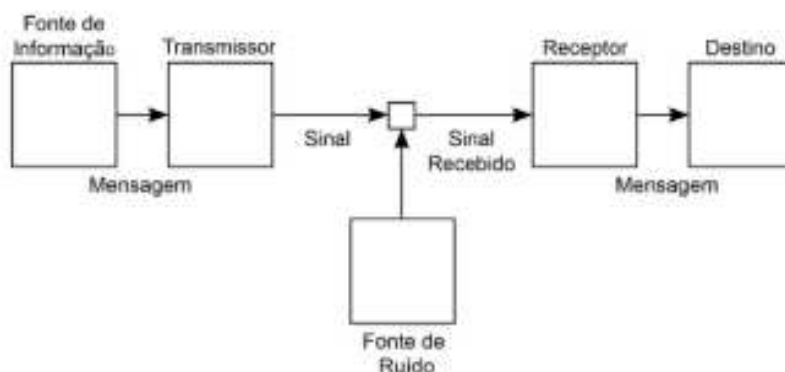 Fonte de
Informação
Transmissor
Receptor
Destino
Sinal
Sinal
Recebido
Mensagem
Mensagem
Fonte de
Ruído